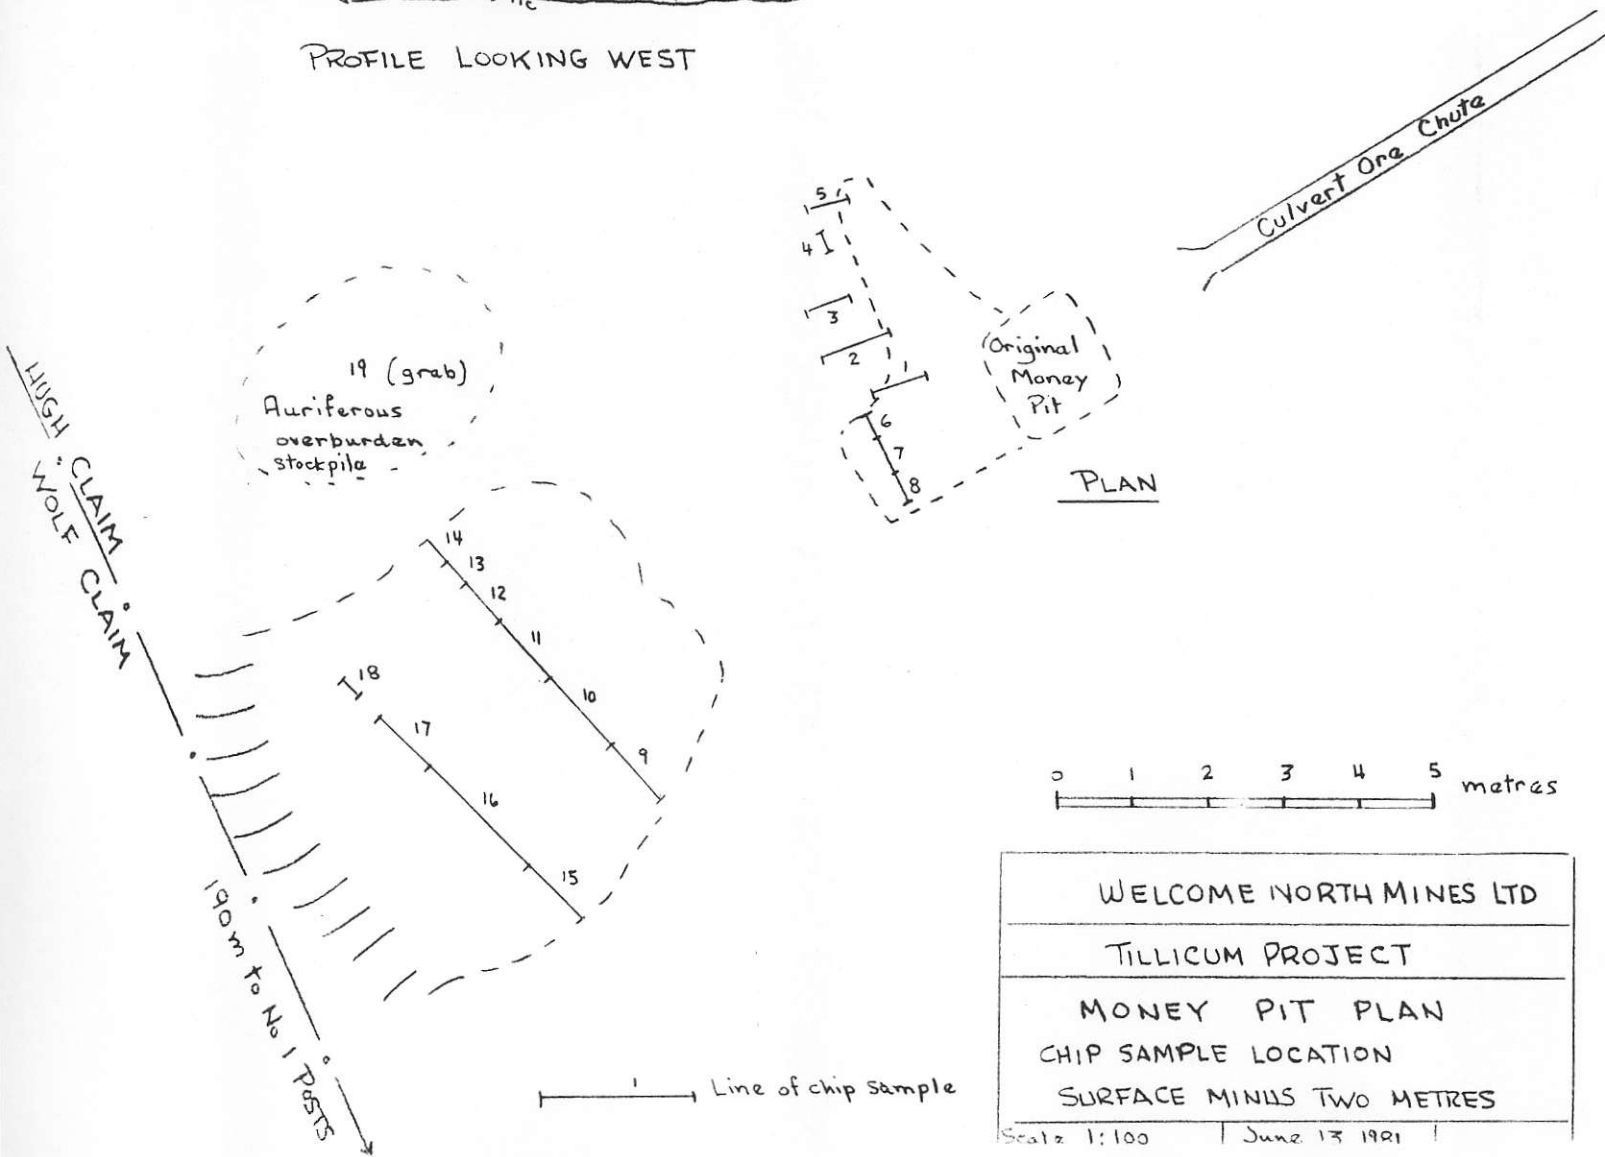 PROFILE LOOKING WEST
Culvert Ore Chute
5
4
3
2
6
7
8
Original
Money
Pit
PLAN
19 (grab)
Auriferous
overburden
stockpile
HUGH CLAIM
WOLF CLAIM
190m to No 1 POSTS
14
13
12
11
10
9
18
17
16
15
0 1 2 3 4 5 metres
1
Line of chip sample
WELCOME NORTH MINES LTD
TILLICUM PROJECT
MONEY PIT PLAN
CHIP SAMPLE LOCATION
SURFACE MINUS TWO METRES
Scale 1:100 June 13 1981